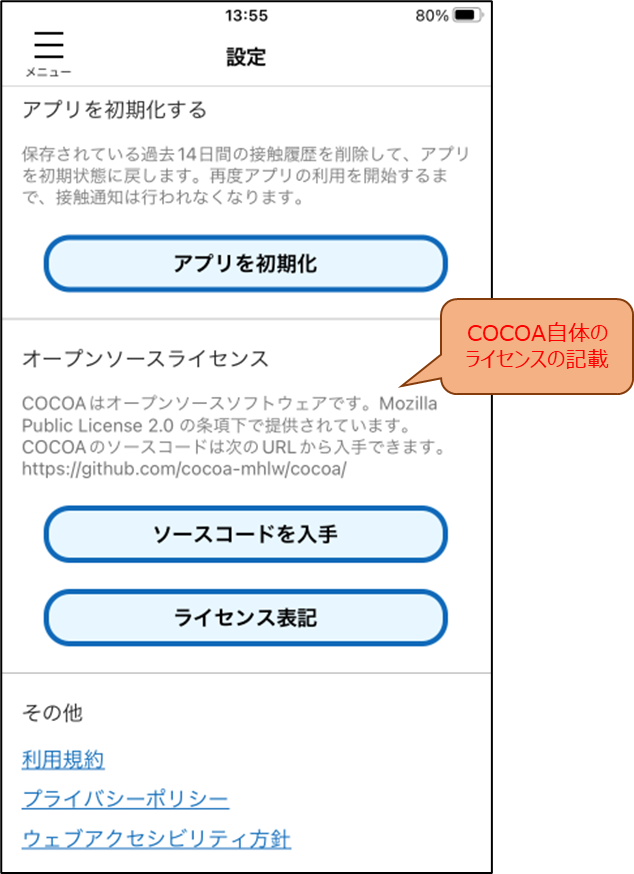 13:55
80%
メニュー
設定
アプリを初期化する
保存されている過去14日間の接触履歴を削除して、アプリ
を初期状態に戻します。再度アプリの利用を開始するま
で、接触通知は行われなくなります。
アプリを初期化
COCOA自体の
ライセンスの記載
オープンソースライセンス
COCOAはオープンソースソフトウェアです。Mozilla
Public License 2.0 の条項下で提供されています。
COCOAのソースコードは次のURLから入手できます。
https://github.com/cocoa-mhlw/cocoa/
ソースコードを入手
ライセンス表記
その他
利用規約
プライバシーポリシー
ウェブアクセシビリティ方針